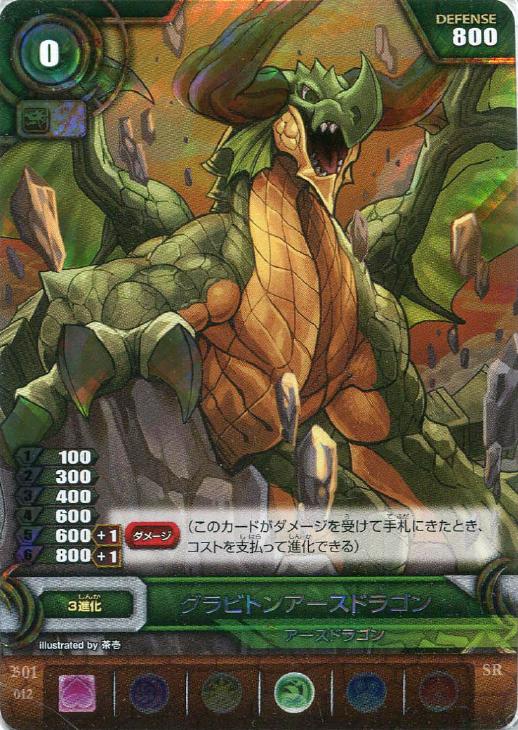 0
DEFENSE
800
1 100
2 300
3 400
4 600
5 600 +1
6 800 +1
ダメージ
(このカードがダメージを受けて手札にきたとき、
コストを支払って進化できる)
3進化
グラビトンアースドラゴン
アースドラゴン
illustrated by 茶壱
B01
012
SR